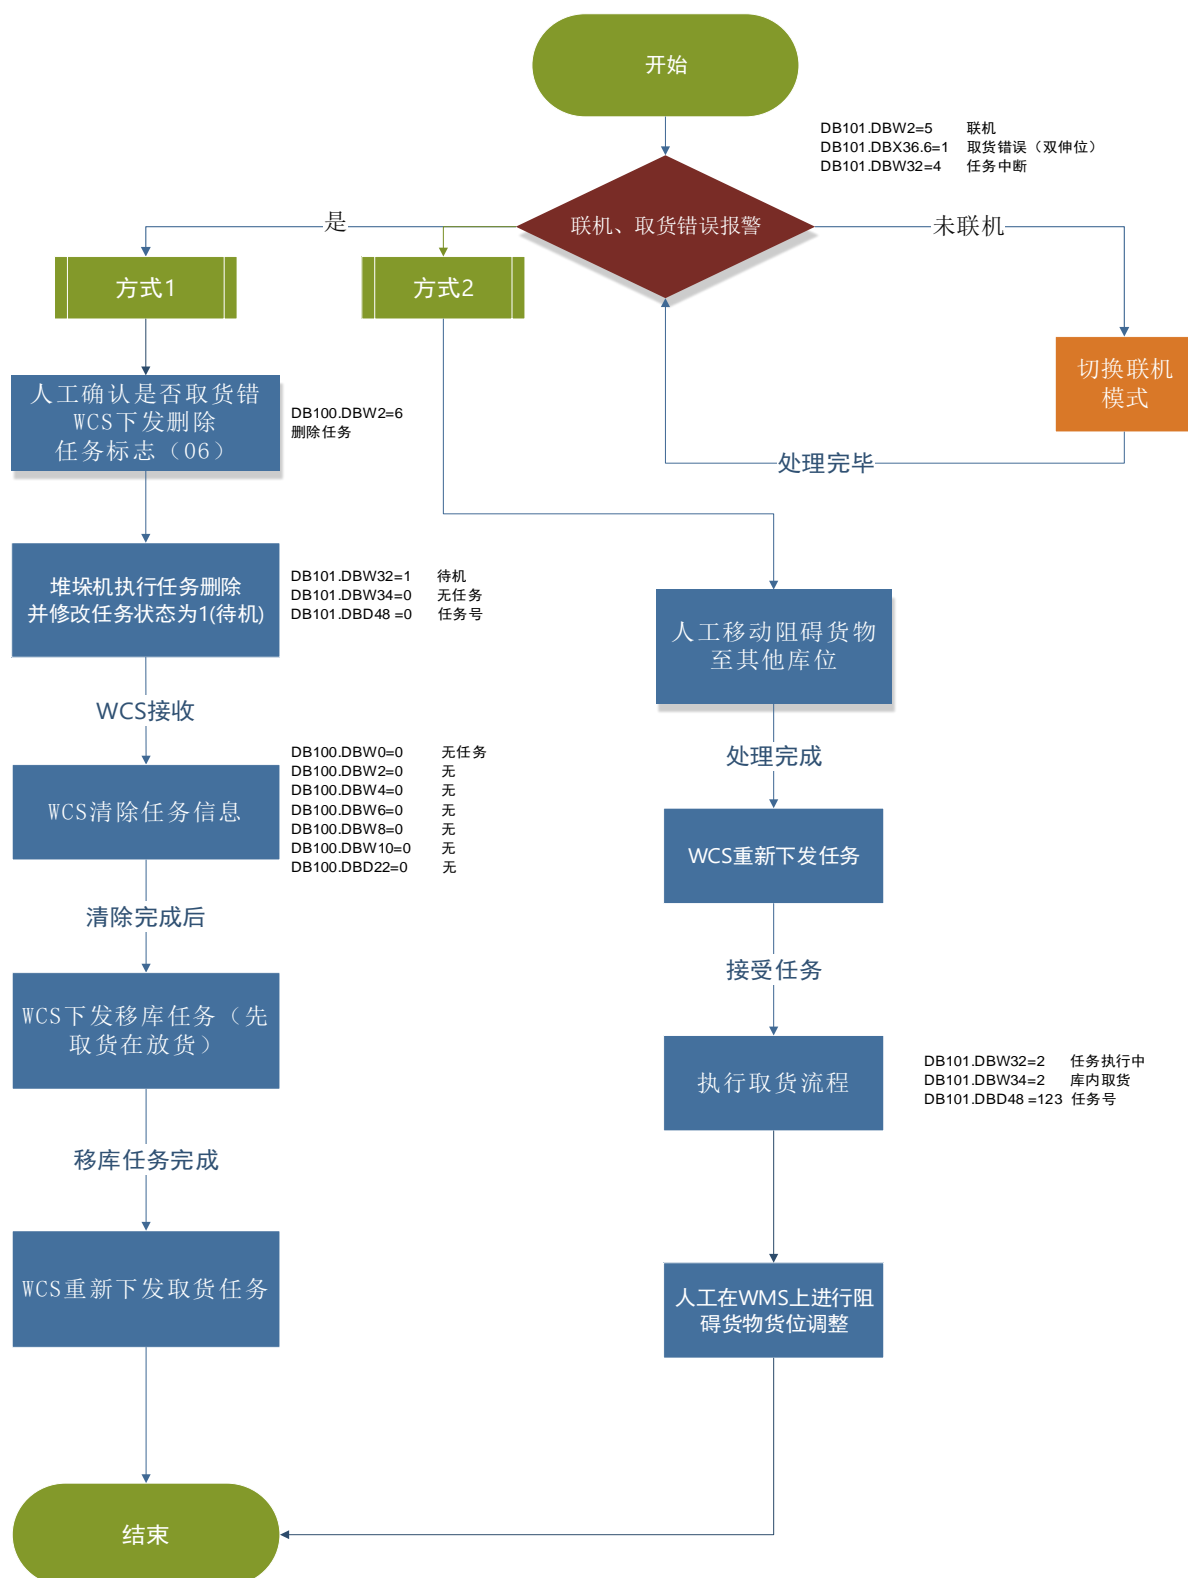 开始
DB101.DBW2=5 联机
DB101.DBX36.6=1 取货错误（双伸位）
DB101.DBW32=4 任务中断
联机、取货错误报警
是
未联机
方式1
方式2
切换联机
模式
人工确认是否取货错
WCS下发删除
任务标志（06）
DB100.DBW2=6
删除任务
处理完毕
堆垛机执行任务删除
并修改任务状态为1(待机)
DB101.DBW32=1 待机
DB101.DBW34=0 无任务
DB101.DBD48 =0 任务号
人工移动阻碍货物
至其他库位
WCS接收
处理完成
WCS清除任务信息
DB100.DBW0=0 无任务
DB100.DBW2=0 无
DB100.DBW4=0 无
DB100.DBW6=0 无
DB100.DBW8=0 无
DB100.DBW10=0 无
DB100.DBD22=0 无
WCS重新下发任务
清除完成后
接受任务
WCS下发移库任务（先
取货在放货）
执行取货流程
DB101.DBW32=2 任务执行中
DB101.DBW34=2 库内取货
DB101.DBD48 =123 任务号
移库任务完成
WCS重新下发取货任务
人工在WMS上进行阻
碍货物货位调整
结束